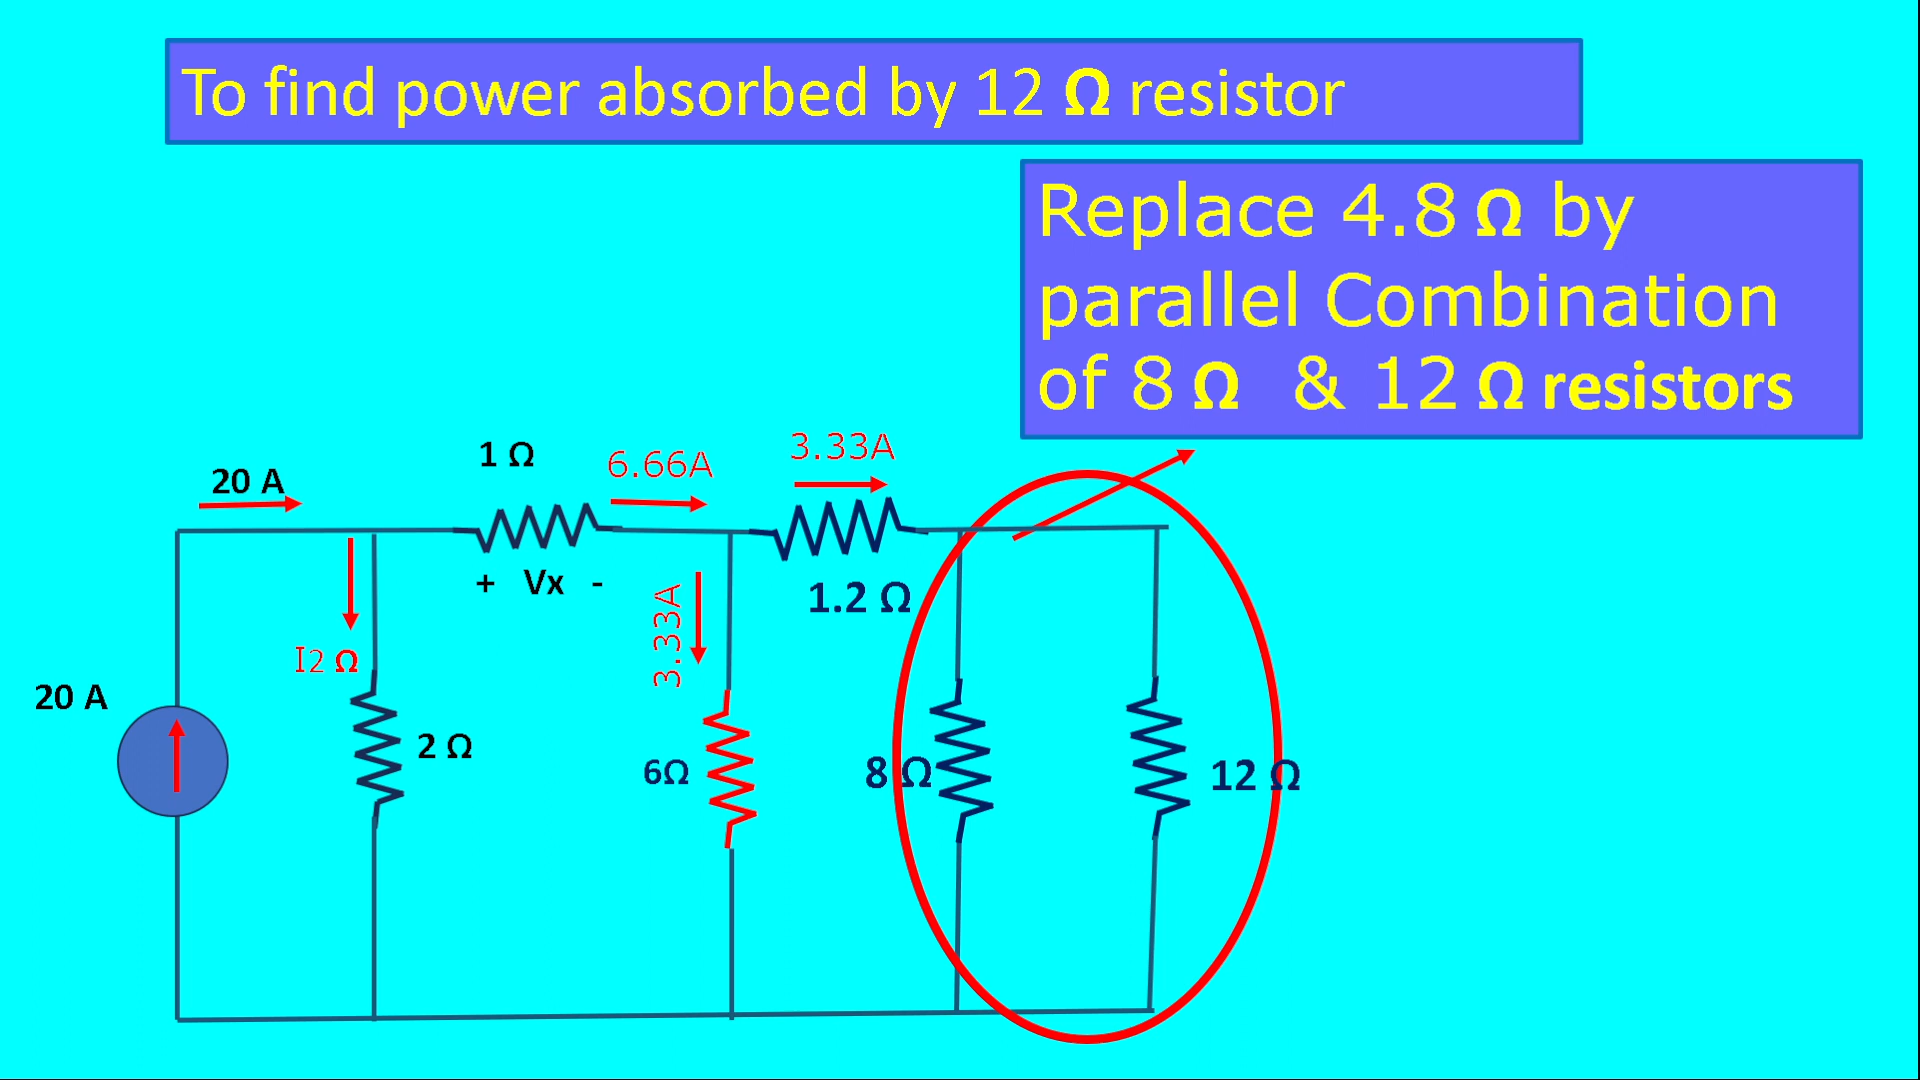 To find power absorbed by 12 Ω resistor
Replace 4.8 Ω by
parallel Combination
of 8 Ω & 12 Ω resistors
1 Ω
6.66A
3.33A
20 A
+ Vx -
1.2 Ω
3.33A
I2 Ω
20 A
2 Ω
6Ω
8 Ω
12 Ω